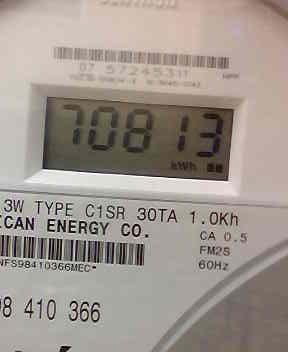 07 57245311
70813
kWh
3W TYPE C1SR 30TA 1.0Kh
ICAN ENERGY CO.
CA 0.5
FM2S
60Hz
NFS98410366MEC*
98 410 366